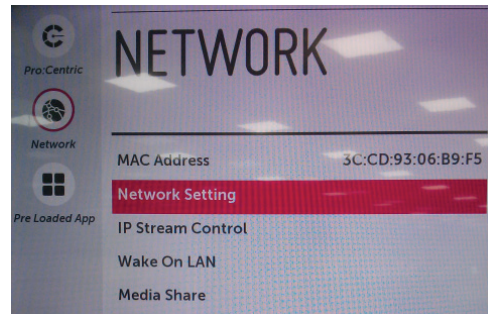 Pro:Centric
Network
Pre Loaded App
NETWORK
MAC Address 3C:CD:93:06:B9:F5
Network Setting
IP Stream Control
Wake On LAN
Media Share